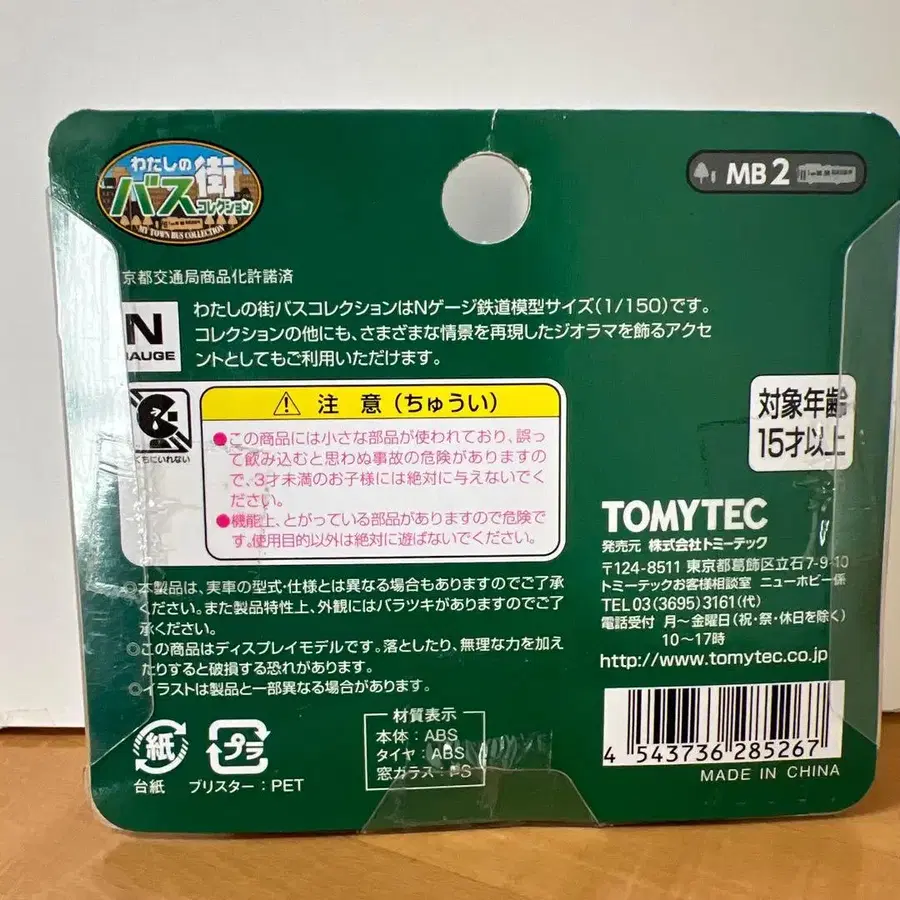 わたしの
街
バス
コレクション
MY TOWN BUS COLLECTION
MB 2
京都交通局商品化許諾済
N
GAUGE
わたしの街バスコレクションはNゲージ鉄道模型サイズ(1/150)です。
コレクションの他にも、さまざまな情景を再現したジオラマを飾るアクセ
ントとしてもご利用いただけます。
くちにいれない
注 意 (ちゅうい)
●この商品には小さな部品が使われており、誤っ
て飲み込むと思わぬ事故の危険がありますの
で、3才未満のお子様には絶対に与えないでく
ださい。
●機能上、とがっている部品がありますので危険で
す。使用目的以外は絶対に遊ばないでください。
対象年齢
15才以上
TOMYTEC
発売元 株式会社トミーテック
〒124-8511 東京都葛飾区立石7-9-10
トミーテックお客様相談室 ニューホビー係
TEL 03(3695)3161(代)
電話受付 月～金曜日(祝・祭・休日を除く)
10～17時
http://www.tomytec.co.jp
◎本製品は、実車の型式・仕様とは異なる場合もありますのでご了承
ください。また製品特性上、外観にはバラツキがありますのでご了
承ください。
◎この商品はディスプレイモデルです。落としたり、無理な力を加え
たりすると破損する恐れがあります。
◎イラストは製品と一部異なる場合があります。
紙
台紙
プラ
ブリスター：PET
材質表示
本体：ABS
タイヤ：ABS
窓ガラス：PS
4 543736 285267
MADE IN CHINA